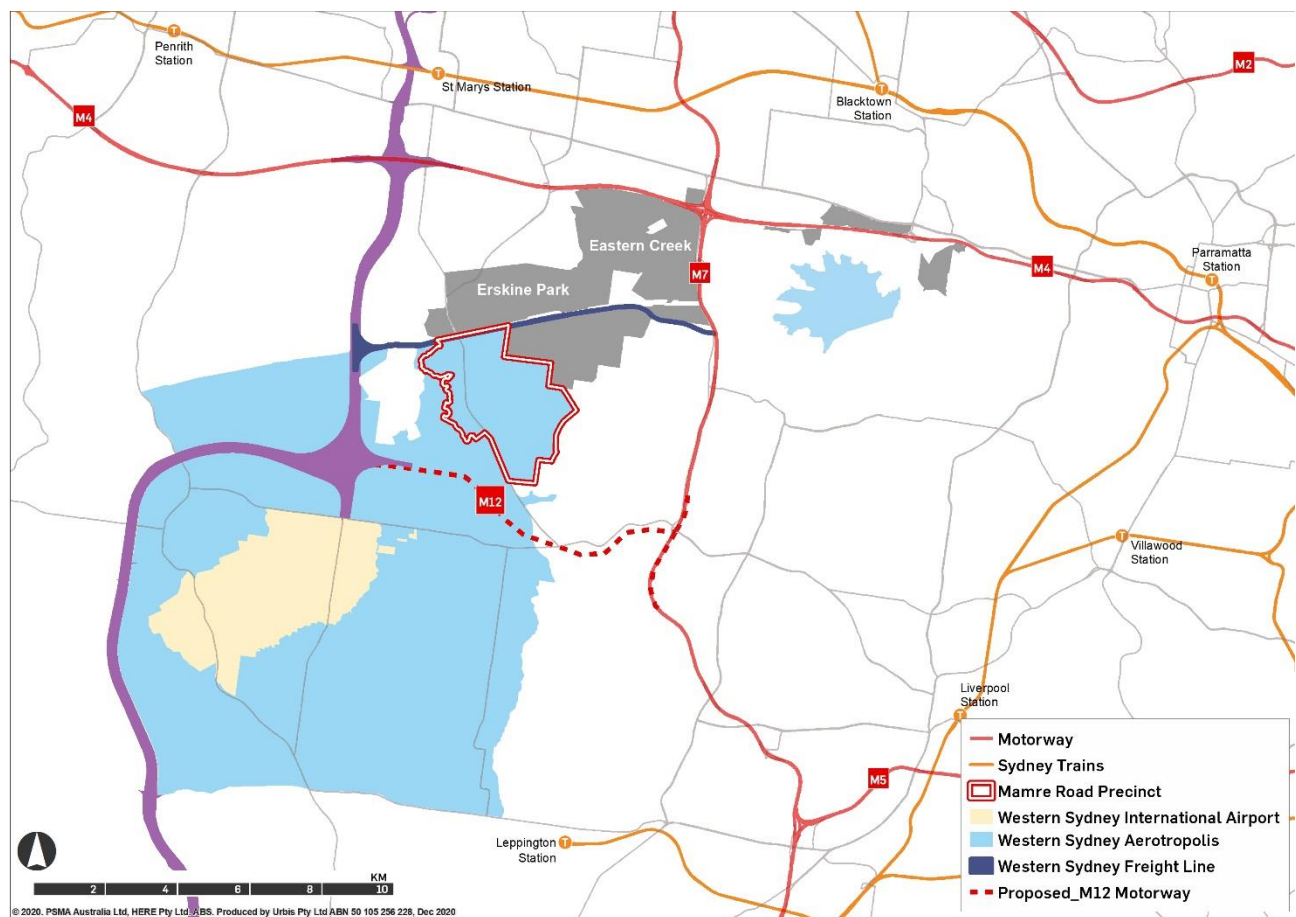 Penrith
Station
St Marys Station
M4
Blacktown
Station
M2
Eastern Creek
Erskine Park
M7
M4
Parramatta
Station
M12
Villawood
Station
Liverpool
Station
M5
Leppington
Station
Motorway
Sydney Trains
Mamre Road Precinct
Western Sydney International Airport
Western Sydney Aerotropolis
Western Sydney Freight Line
Proposed_M12 Motorway
KM
2 4 6 8 10
© 2020. PSMA Australia Ltd, HERE Pty Ltd, ABS. Produced by Urbis Pty Ltd ABN 50 105 256 228, Dec 2020